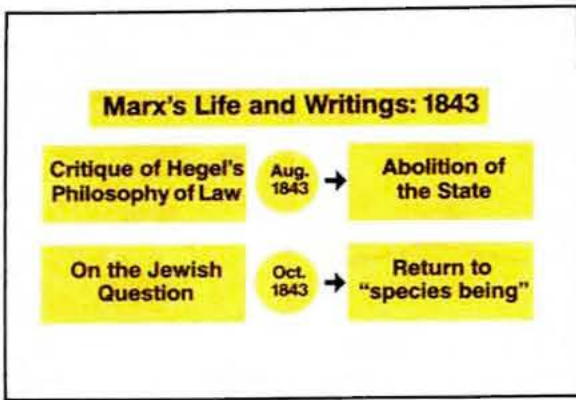 Marx's Life and Writings: 1843
Critique of Hegel's
Philosophy of Law
Aug.
1843
Abolition of
the State
On the Jewish
Question
Oct.
1843
Return to
"species being"